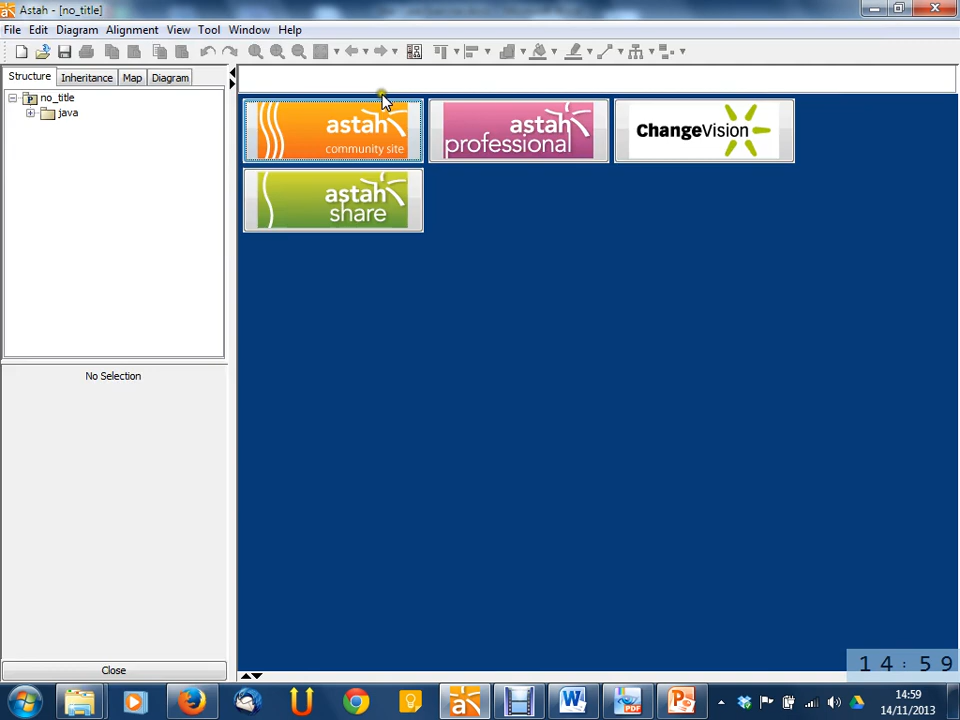 Astah - [no_title]
File Edit Diagram Alignment View Tool Window Help
Structure Inheritance Map Diagram
no_title
java
astah
community site
astah
professional
ChangeVision
astah
share
No Selection
Close
14:59
W
PDF
14:59
14/11/2013